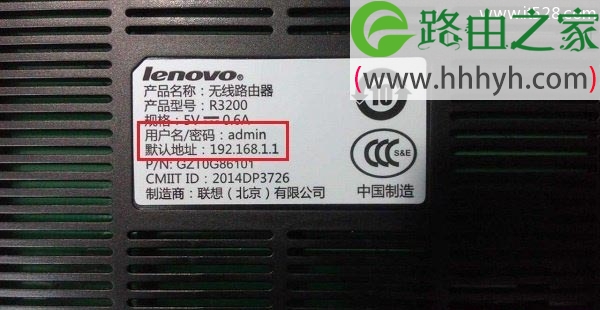 路由之家
(www.hhhyh.com)
lenovo
产品名称：无线路由器
产品型号：R3200
规格：5V 0.6A
用户名/密码：admin
默认地址：192.168.1.1
P/N: GZT0G86101
CMIIT ID：2014DP3726
制造商：联想（北京）有限公司
10
CCC
S&E
中国制造